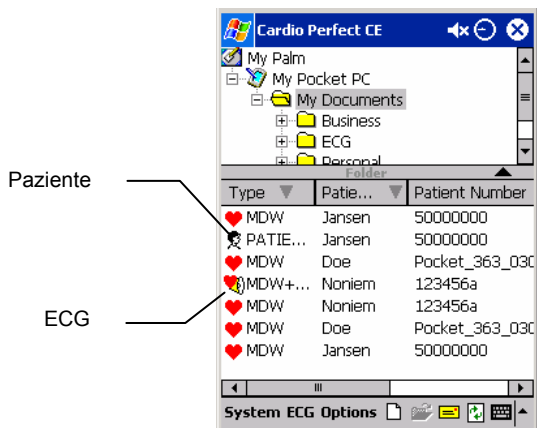 Cardio Perfect CE
My Palm
My Pocket PC
My Documents
Business
ECG
Personal
Folder
Paziente
Type Patie... Patient Number
MDW Jansen 50000000
PATIE... Jansen 50000000
MDW Doe Pocket_363_030
MDW+... Noniem 123456a
ECG
MDW Noniem 123456a
MDW Doe Pocket_363_030
MDW Jansen 50000000
System ECG Options